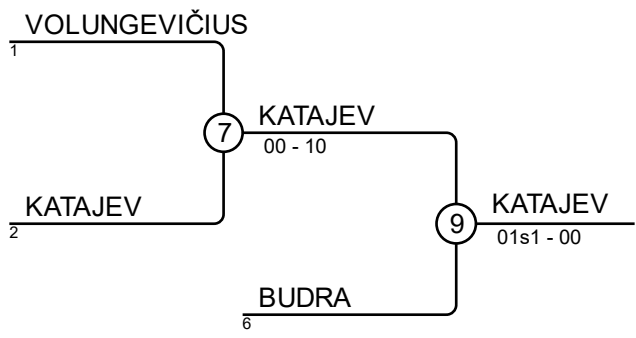 VOLUNGEVIČIUS
1
7
KATAJEV
00 - 10
KATAJEV
2
9
KATAJEV
01s1 - 00
BUDRA
6